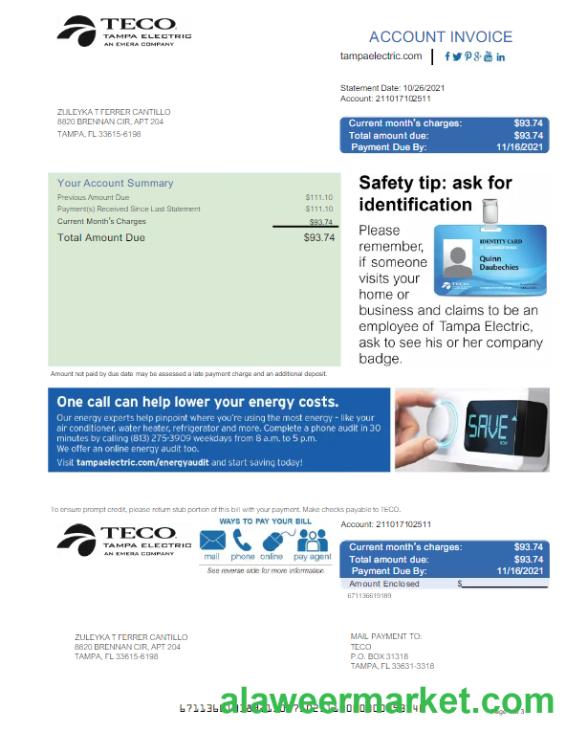 TECO.
TAMPA ELECTRIC
AN EMERA COMPANY
ACCOUNT INVOICE
tampaelectric.com
Statement Date: 10/26/2021
Account: 211017102511
ZULEYKA T FERRER CANTILLO
8820 BRENNAN CIR, APT 204
TAMPA, FL 33615-6198
Current month's charges: $93.74
Total amount due: $93.74
Payment Due By: 11/16/2021
Your Account Summary
Previous Amount Due $111.10
Payment(s) Received Since Last Statement -$111.10
Current Month's Charges $93.74
Total Amount Due $93.74
Safety tip: ask for
identification
Please
remember,
if someone
visits your
home or
business and claims to be an
employee of Tampa Electric,
ask to see his or her company
badge.
IDENTITY CARD
Quinn
Daubechies
TECO
Amount not paid by due date may be assessed a late payment charge and an additional deposit.
One call can help lower your energy costs.
Our energy experts help pinpoint where you're using the most energy – like your
air conditioner, water heater, refrigerator and more. Complete a phone audit in 30
minutes by calling (813) 275-3909 weekdays from 8 a.m. to 5 p.m.
We offer an online energy audit too.
Visit tampaelectric.com/energyaudit and start saving today!
SAVE
To ensure prompt credit, please return stub portion of this bill with your payment. Make checks payable to TECO.
TECO.
TAMPA ELECTRIC
AN EMERA COMPANY
WAYS TO PAY YOUR BILL
mail phone online pay agent
See reverse side for more information
Account: 211017102511
Current month's charges: $93.74
Total amount due: $93.74
Payment Due By: 11/16/2021
Amount Enclosed $
671136619189
ZULEYKA T FERRER CANTILLO
8820 BRENNAN CIR, APT 204
TAMPA, FL 33615-6198
MAIL PAYMENT TO:
TECO
P.O. BOX 31318
TAMPA, FL 33631-3318
alaweermarket.com